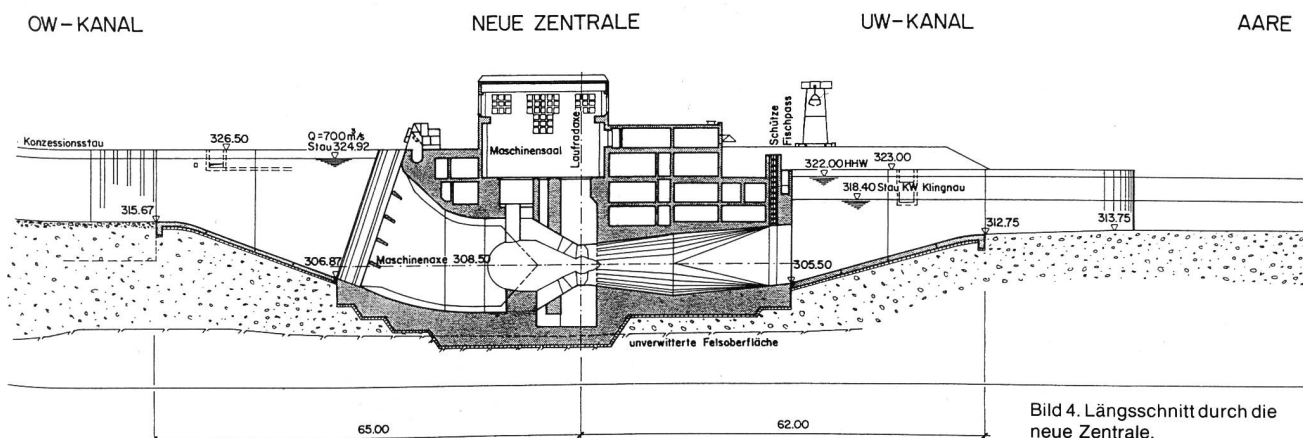 OW-KANAL
NEUE ZENTRALE
UW-KANAL
AARE
Konzessionsstau
326.50
Q=700 m³/s
Stau 324.92
Maschinensaal
Laufradaxe
Schütze
Fischpass
322.00 HHW
323.00
318.40 Stau KW Klingnau
315.67
312.75
313.75
306.87
Maschinenaxe 308.50
305.50
unverwitterte Felsoberfläche
65.00
62.00
Bild 4. Längsschnitt durch die
neue Zentrale.